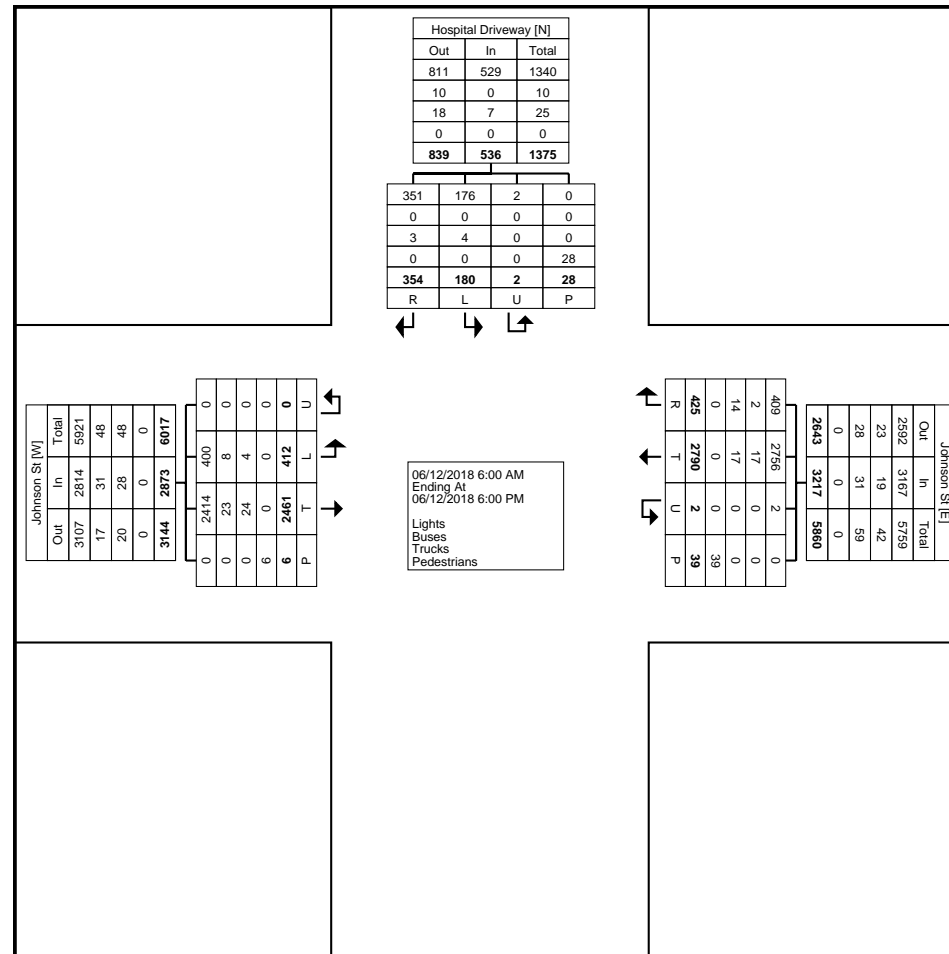 Hospital Driveway [N]
Out In Total
811 529 1340
10 0 10
18 7 25
0 0 0
839 536 1375
351 176 2 0
0 0 0 0
3 4 0 0
0 0 0 28
354 180 2 28
R L U P
Johnson St [W]
Out In Total
3107 2814 5921
17 31 48
20 28 48
0 0 0
3144 2873 6017
0 2414 400 0
0 23 8 0
0 24 4 0
6 0 0 0
6 2461 412 0
P T L U
06/12/2018 6:00 AM
Ending At
06/12/2018 6:00 PM
Lights
Buses
Trucks
Pedestrians
Johnson St [E]
Out In Total
2592 3167 5759
23 19 42
28 31 59
0 0 0
2643 3217 5860
409 2756 2 0
2 17 0 0
14 17 0 0
0 0 0 39
425 2790 2 39
R T U P